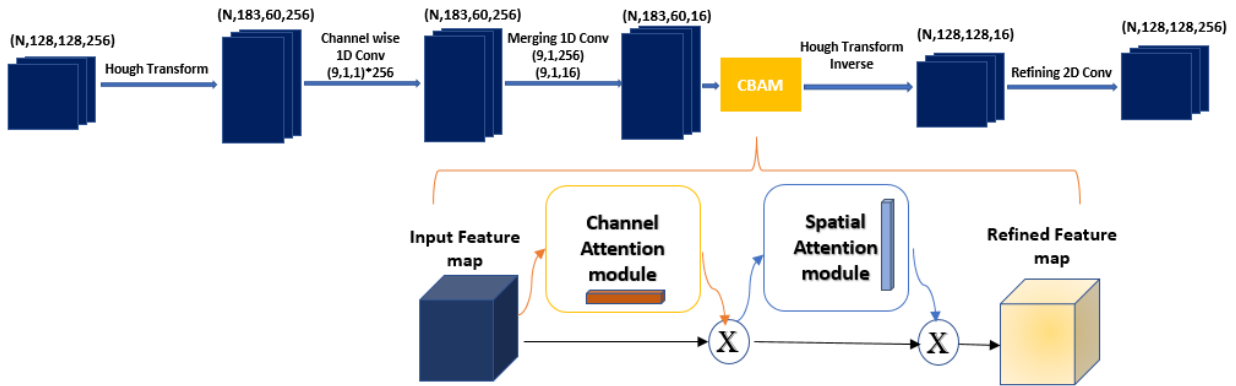 (N,128,128,256)
Hough Transform
(N,183,60,256)
Channel wise
1D Conv
(9,1,1)*256
(N,183,60,256)
Merging 1D Conv
(9,1,256)
(9,1,16)
(N,183,60,16)
CBAM
Hough Transform
Inverse
(N,128,128,16)
Refining 2D Conv
(N,128,128,256)
Input Feature
map
Channel
Attention
module
X
Spatial
Attention
module
X
Refined Feature
map